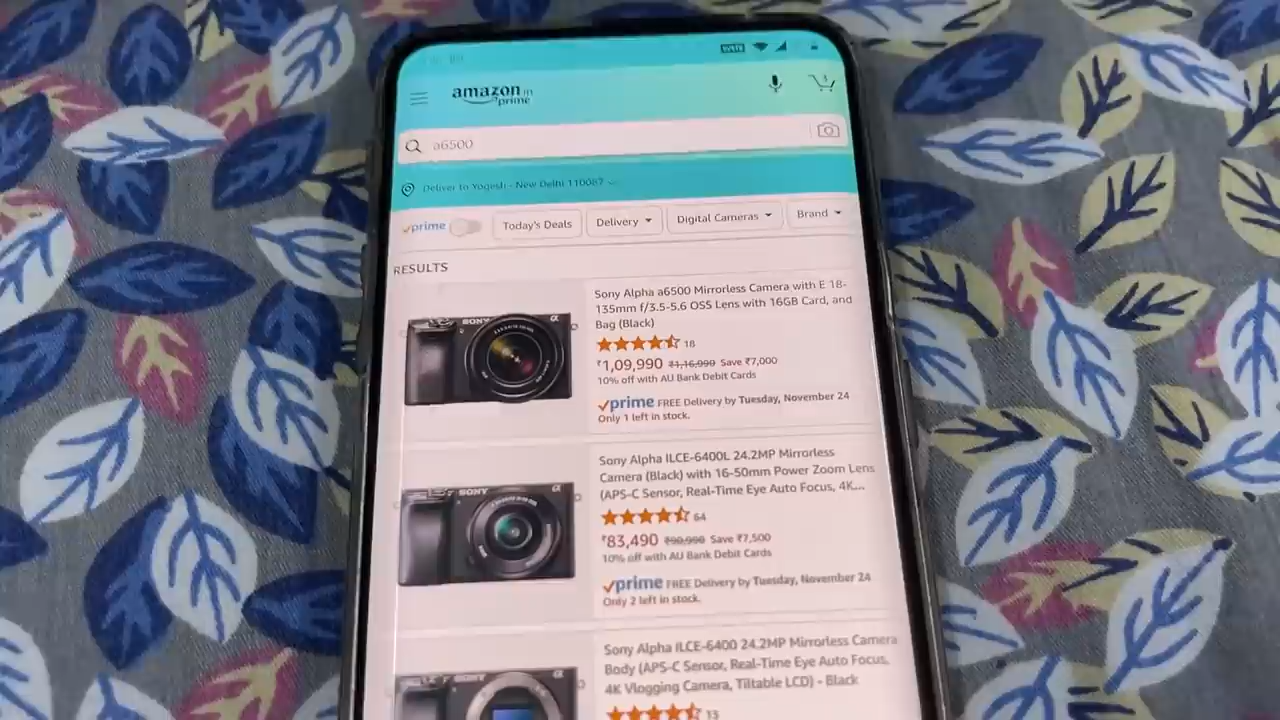 VoLTE
amazon.in
prime
3
a6500
Deliver to Yogesh - New Delhi 110087
prime
Today's Deals
Delivery
Digital Cameras
Brand
RESULTS
SONY
α
Sony Alpha a6500 Mirrorless Camera with E 18-
135mm f/3.5-5.6 OSS Lens with 16GB Card, and
Bag (Black)
18
₹1,09,990 ₹1,16,990 Save ₹7,000
10% off with AU Bank Debit Cards
prime FREE Delivery by Tuesday, November 24
Only 1 left in stock.
SONY
α
Sony Alpha ILCE-6400L 24.2MP Mirrorless
Camera (Black) with 16-50mm Power Zoom Lens
(APS-C Sensor, Real-Time Eye Auto Focus, 4K...
64
₹83,490 ₹90,990 Save ₹7,500
10% off with AU Bank Debit Cards
prime FREE Delivery by Tuesday, November 24
Only 2 left in stock.
SONY
α
Sony Alpha ILCE-6400 24.2MP Mirrorless Camera
Body (APS-C Sensor, Real-Time Eye Auto Focus,
4K Vlogging Camera, Tiltable LCD) - Black
13